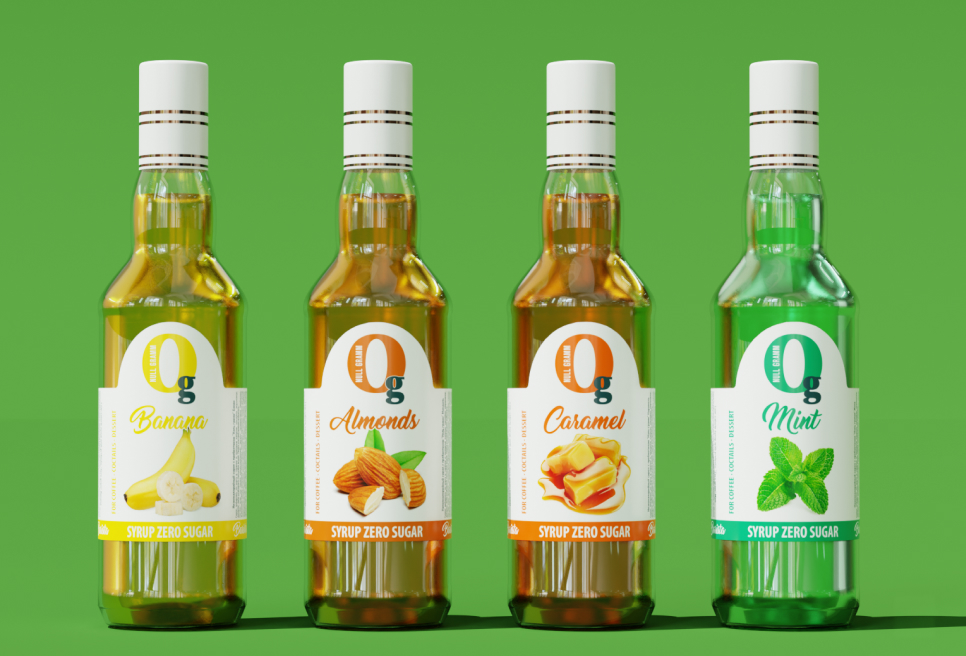 NULL GRAMM
0g
Banana
FOR COFFEE · COCTAILS · DESSERT
SYRUP ZERO SUGAR
NULL GRAMM
0g
Almonds
FOR COFFEE · COCTAILS · DESSERT
SYRUP ZERO SUGAR
NULL GRAMM
0g
Caramel
FOR COFFEE · COCTAILS · DESSERT
SYRUP ZERO SUGAR
NULL GRAMM
0g
Mint
FOR COFFEE · COCTAILS · DESSERT
SYRUP ZERO SUGAR